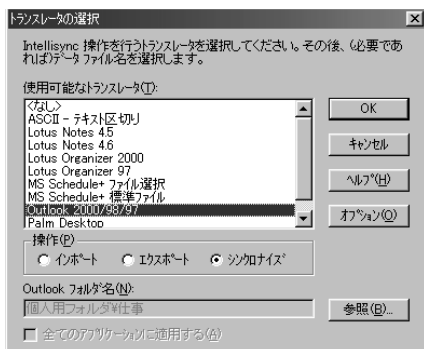 トランスレータの選択
Intellisync 操作を行うトランスレータを選択してください。その後、(必要であ
れば)データ ファイル名を選択します。
使用可能なトランスレータ(T):
<なし>
ASCII - テキスト区切り
Lotus Notes 4.5
Lotus Notes 4.6
Lotus Organizer 2000
Lotus Organizer 97
MS Schedule+ ファイル選択
MS Schedule+ 標準ファイル
Outlook 2000/98/97
Palm Desktop
OK
キャンセル
ヘルプ(H)
オプション(O)
操作(P)
インポート エクスポート シンクロナイズ
Outlook フォルダ名(N):
個人用フォルダ¥仕事
参照(B)...
全てのアプリケーションに適用する(A)